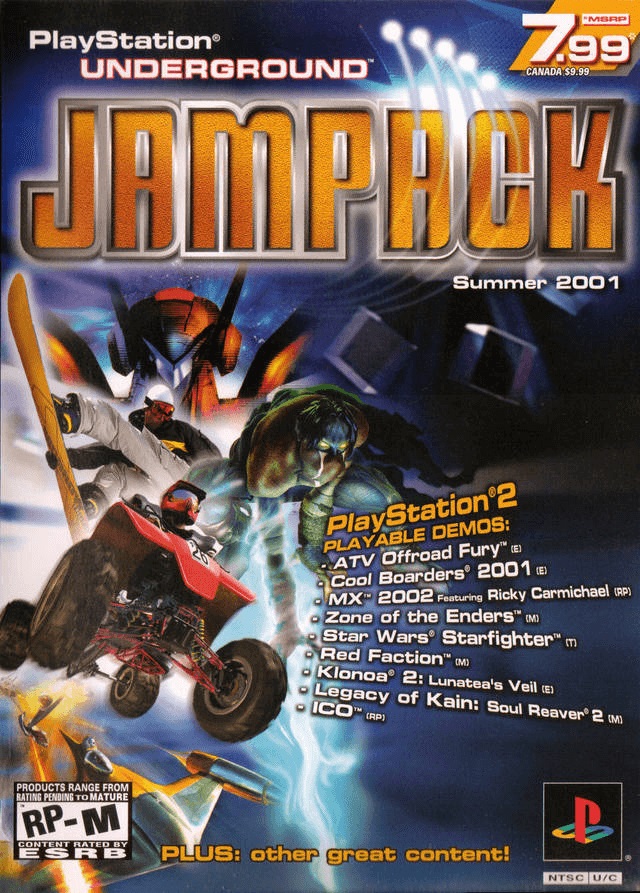 PlayStation®
UNDERGROUND™
*MSRP
7.99*
CANADA $9.99
JAMPACK
Summer 2001
26
PlayStation®2
PLAYABLE DEMOS:
- ATV Offroad Fury™ (E)
- Cool Boarders® 2001 (E)
- MX™ 2002 Featuring Ricky Carmichael (RP)
- Zone of the Enders™ (M)
- Star Wars® Starfighter™ (T)
- Red Faction™ (M)
- Klonoa® 2: Lunatea's Veil (E)
- Legacy of Kain: Soul Reaver® 2 (M)
- ICO™ (RP)
PRODUCTS RANGE FROM
RATING PENDING TO MATURE
RP-M
CONTENT RATED BY
ESRB
PLUS: other great content!
NTSC U/C